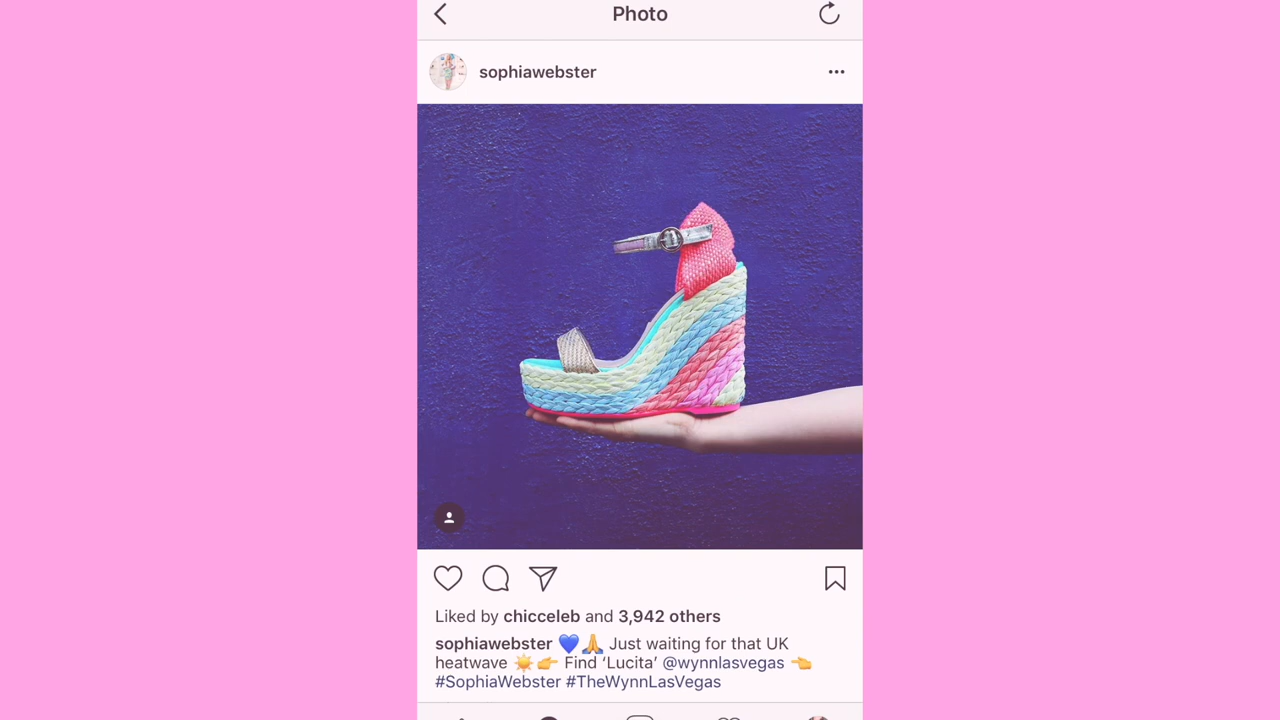 Photo
sophiawebster
Liked by chicceleb and 3,942 others
sophiawebster 💙🙏 Just waiting for that UK
heatwave ☀️👉 Find ‘Lucita’ @wynnlasvegas 👈
#SophiaWebster #TheWynnLasVegas